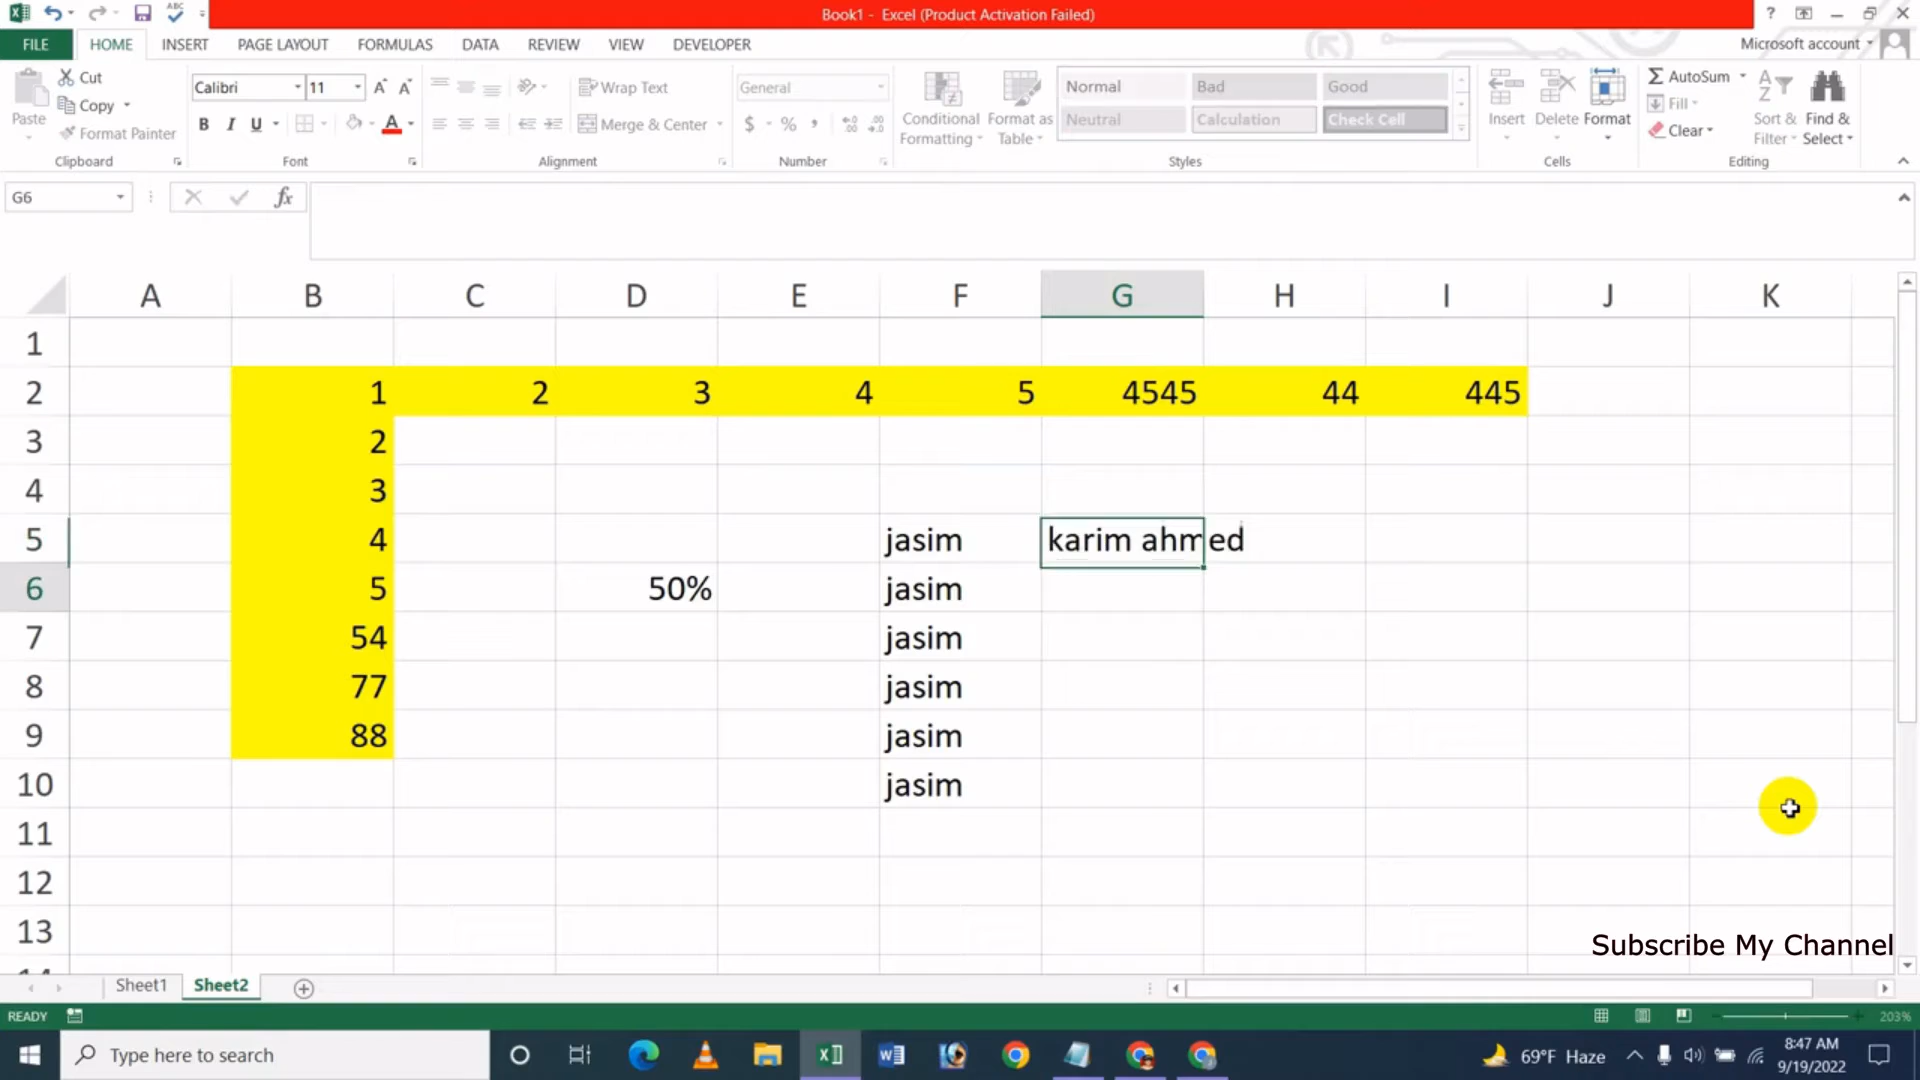 Book1 - Excel (Product Activation Failed)
FILE HOME INSERT PAGE LAYOUT FORMULAS DATA REVIEW VIEW DEVELOPER Microsoft account
Paste Cut Copy Format Painter Clipboard
Calibri 11 B I U A Font
Wrap Text Merge & Center Alignment
General $ % , Number
Conditional Formatting Format as Table Normal Bad Good Neutral Calculation Check Cell Styles
Insert Delete Format Cells
AutoSum Fill Clear Sort & Filter Find & Select Editing
G6 fx
A B C D E F G H I J K
1
2 1 2 3 4 5 4545 44 445
3 2
4 3
5 4 jasim karim ahmed
6 5 50% jasim
7 54 jasim
8 77 jasim
9 88 jasim
10 jasim
11
12
13
Subscribe My Channel
14
Sheet1 Sheet2
READY 203%
Type here to search 69°F Haze 8:47 AM
9/19/2022